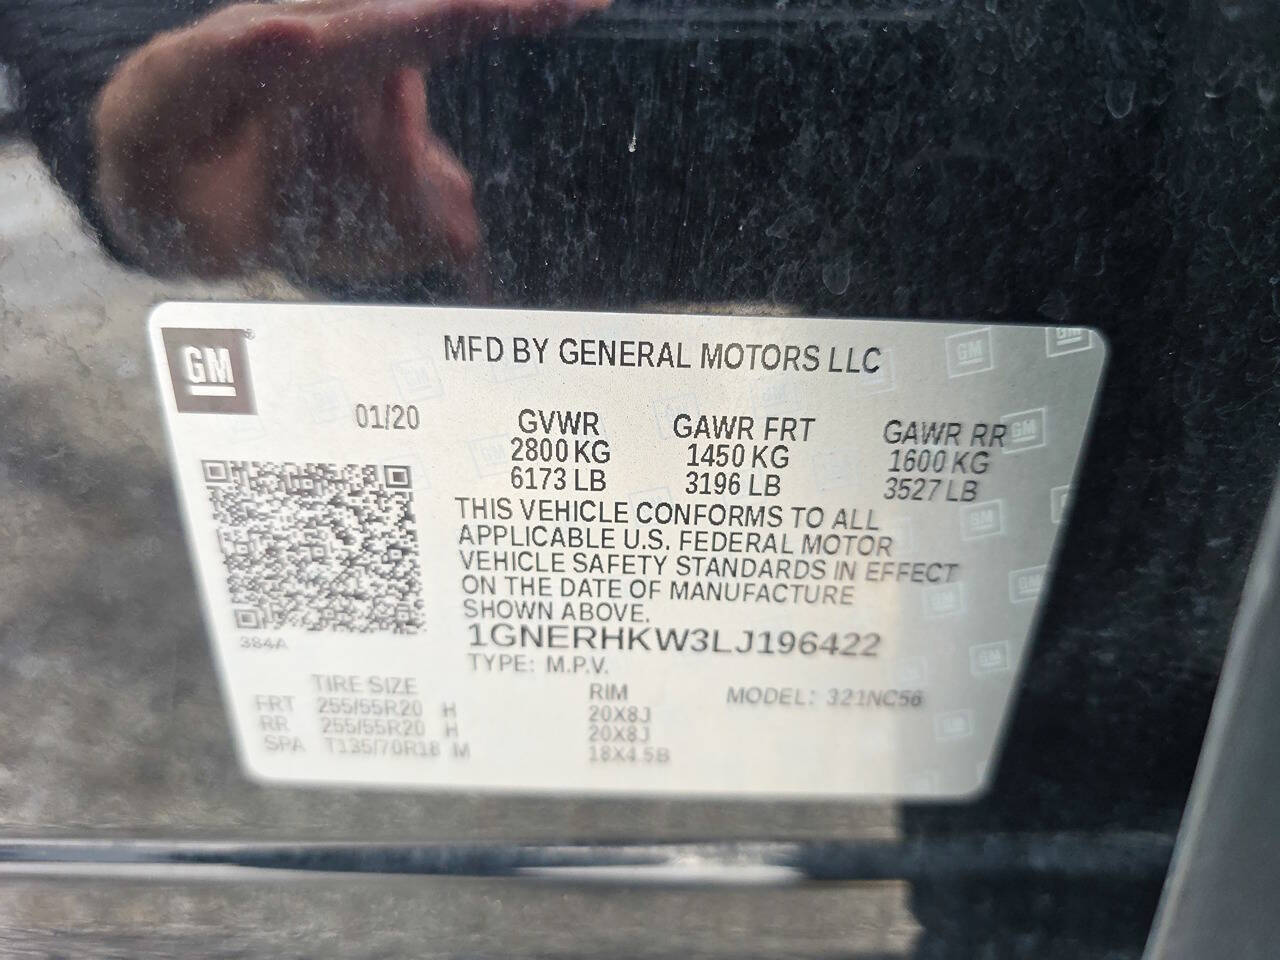 GM
MFD BY GENERAL MOTORS LLC
01/20
GVWR GAWR FRT GAWR RR
2800 KG 1450 KG 1600 KG
6173 LB 3196 LB 3527 LB
THIS VEHICLE CONFORMS TO ALL
APPLICABLE U.S. FEDERAL MOTOR
VEHICLE SAFETY STANDARDS IN EFFECT
ON THE DATE OF MANUFACTURE
SHOWN ABOVE.
384A
1GNERHKW3LJ196422
TYPE: M.P.V.
TIRE SIZE RIM MODEL: 321NC56
FRT 255/55R20 H 20X8J
RR 255/55R20 H 20X8J
SPA T135/70R18 M 18X4.5B